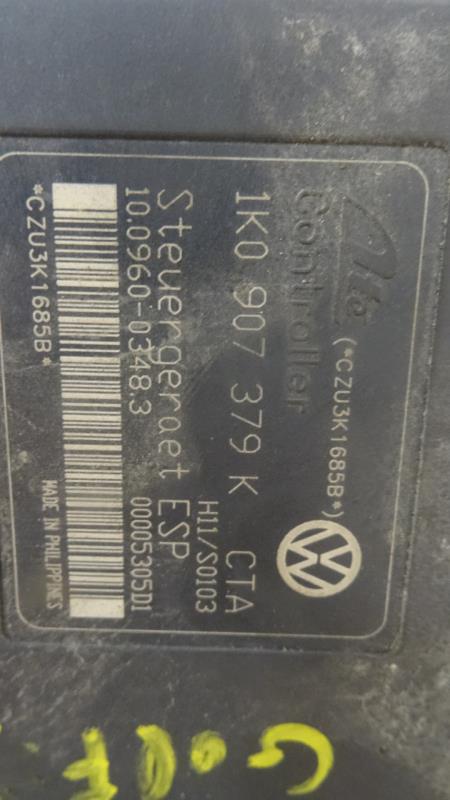 Ate (*CZU3K1685B*)
Controller
1K0 907 379 K CTA
H11/S0103
Steuergeraet ESP
10.0960-0348.3 00005305D1
*CZU3K1685B*
MADE IN PHILIPPINES
VW
GOLF